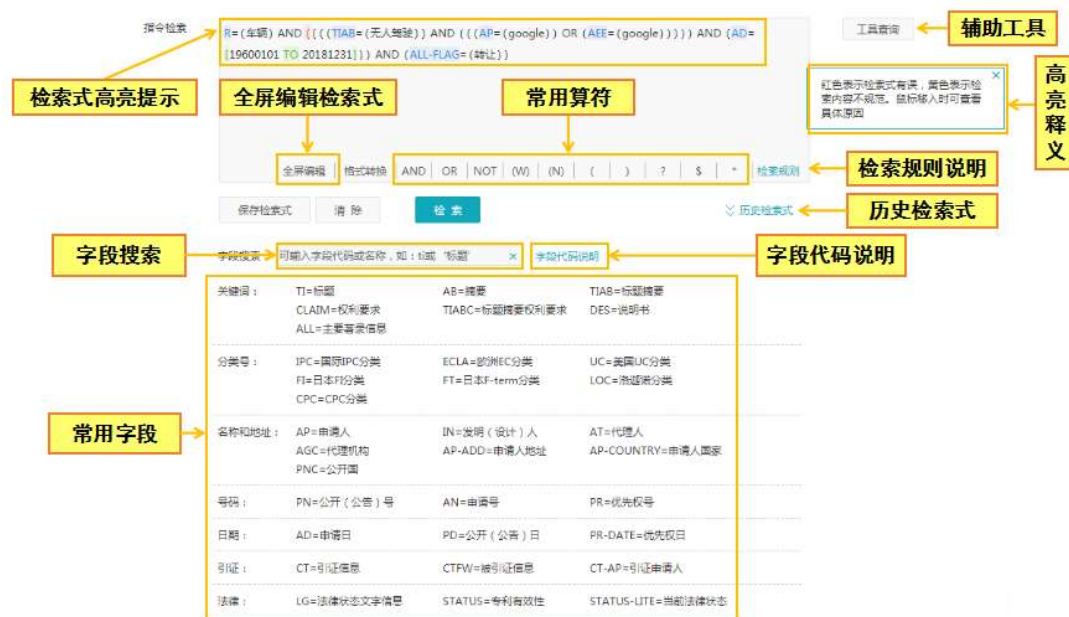 指令检索
R=(车辆) AND ((((TIAB=(无人驾驶)) AND (((AP=(google)) OR (AEE=(google))))) AND (AD=
[19600101 TO 20181231])) AND (ALL-FLAG=(转让))
工具查询
辅助工具
检索式高亮提示
全屏编辑检索式
常用算符
红色表示检索式有误，黄色表示检
索内容不规范。鼠标移入时可查看
具体原因
高亮释义
全屏编辑 格式转换 AND OR NOT (W) (N) ( ) ? $ * 检索规则
检索规则说明
保存检索式 清 除 检 索 历史检索式
历史检索式
字段搜索
字段搜索 可输入字段代码或名称，如：ti或“标题” × 字段代码说明
字段代码说明
关键词： TI=标题 AB=摘要 TIAB=标题摘要
CLAIM=权利要求 TIABC=标题摘要权利要求 DES=说明书
ALL=主要著录信息
分类号： IPC=国际IPC分类 ECLA=欧洲EC分类 UC=美国UC分类
FI=日本FI分类 FT=日本F-term分类 LOC=洛迦诺分类
CPC=CPC分类
常用字段
名称和地址： AP=申请人 IN=发明（设计）人 AT=代理人
AGC=代理机构 AP-ADD=申请人地址 AP-COUNTRY=申请人国家
PNC=公开国
号码： PN=公开（公告）号 AN=申请号 PR=优先权号
日期： AD=申请日 PD=公开（公告）日 PR-DATE=优先权日
引证： CT=引证信息 CTFW=被引证信息 CT-AP=引证申请人
法律： LG=法律状态文字信息 STATUS=专利有效性 STATUS-LITE=当前法律状态